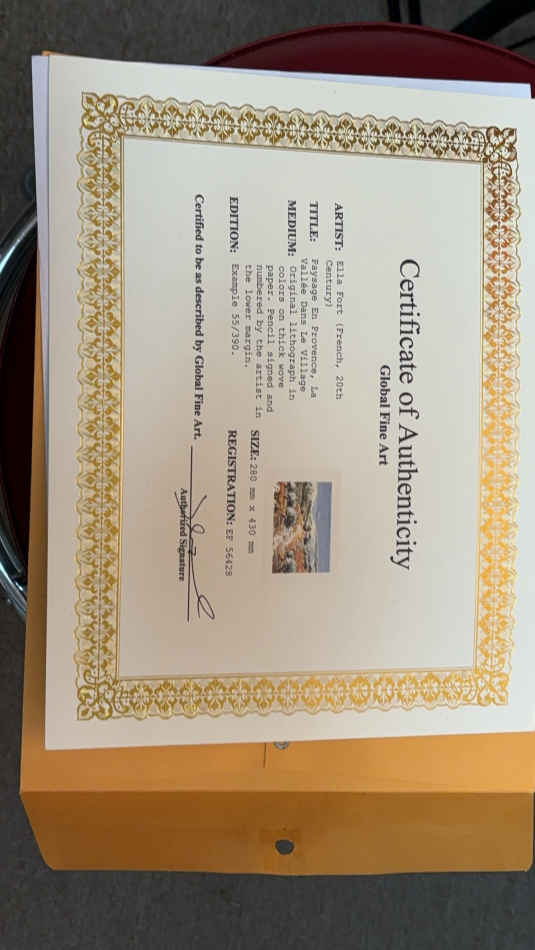 Certificate of Authenticity
Global Fine Art
ARTIST: Ella Fort (French, 20th
Century)
TITLE: Paysage En Provence, La
Vallée Dans Le Village
MEDIUM: Original lithograph in
colors on thick wove
paper. Pencil signed and
numbered by the artist in
the lower margin.
EDITION: Example 55/390.
SIZE: 280 mm x 430 mm
REGISTRATION: EF 56428
Certified to be as described by Global Fine Art.
Authorized Signature